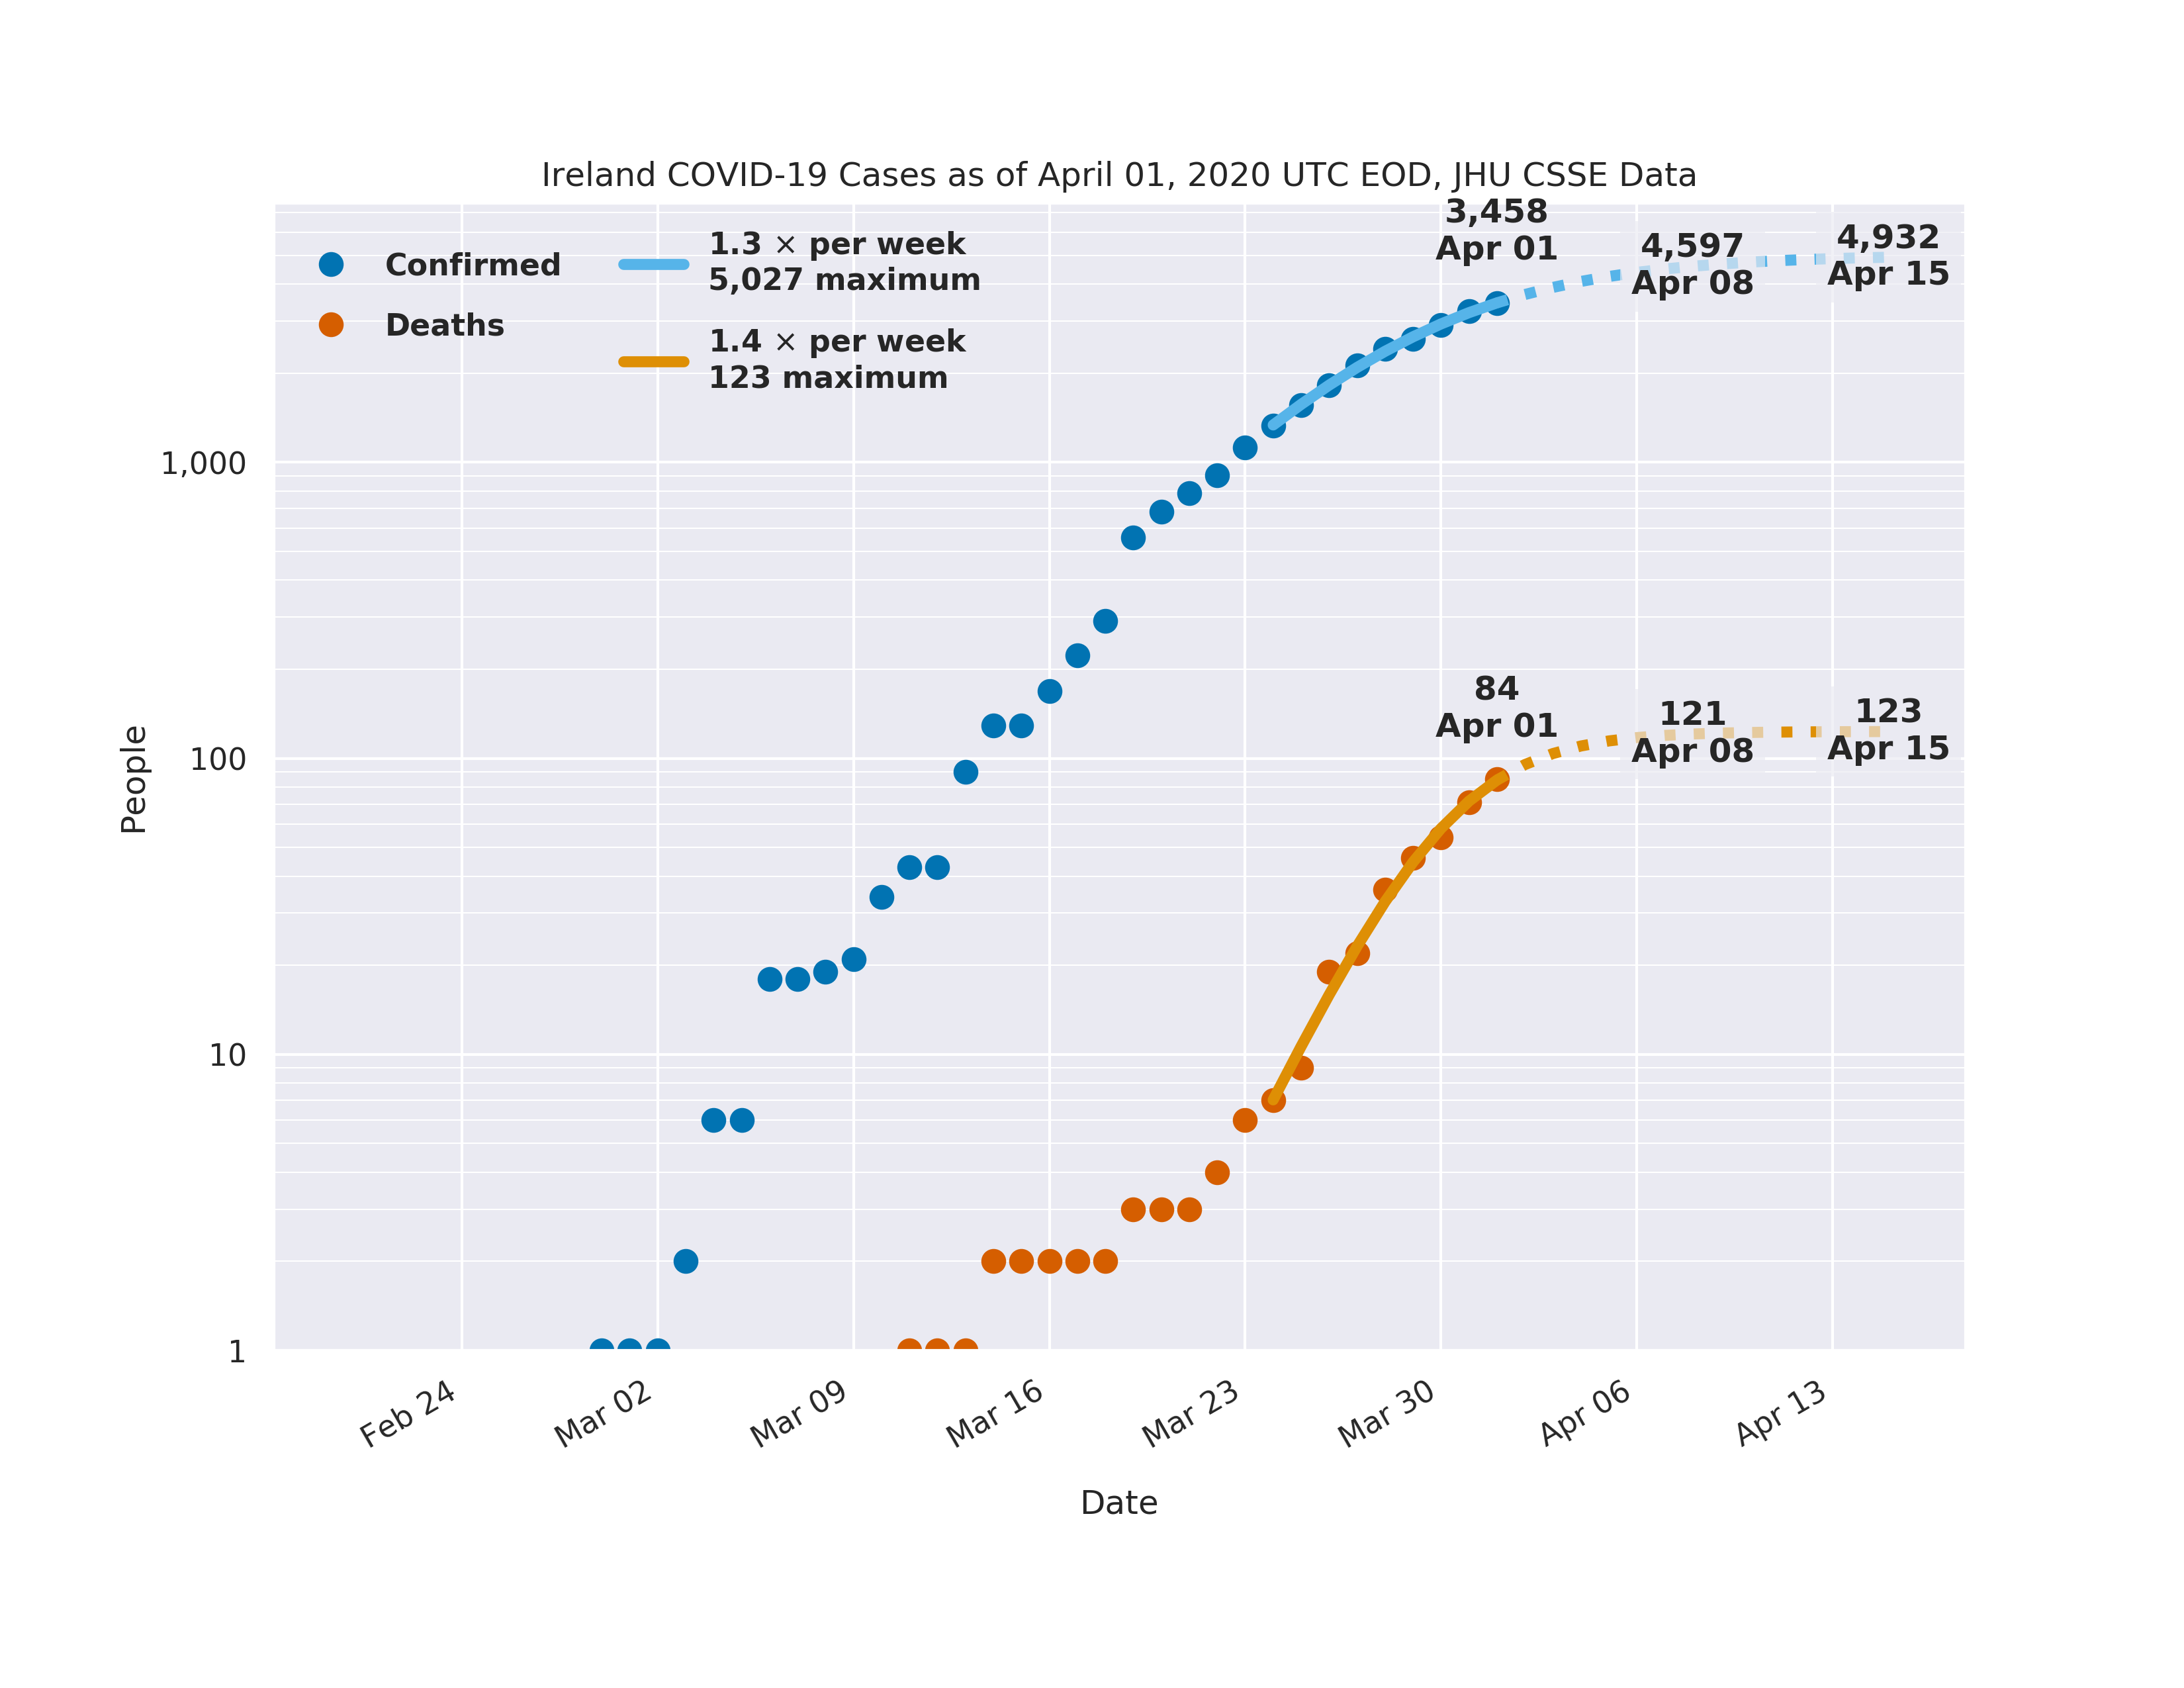 Ireland COVID-19 Cases as of April 01, 2020 UTC EOD, JHU CSSE Data
Confirmed
Deaths
1.3 × per week
5,027 maximum
1.4 × per week
123 maximum
3,458
Apr 01
4,597
Apr 08
4,932
Apr 15
84
Apr 01
121
Apr 08
123
Apr 15
People
1,000
100
10
1
Feb 24
Mar 02
Mar 09
Mar 16
Mar 23
Mar 30
Apr 06
Apr 13
Date